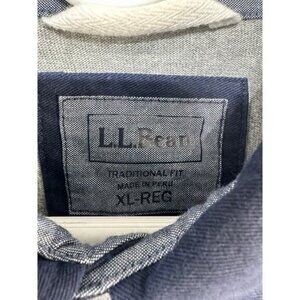 L.L.Bean
TRADITIONAL FIT
MADE IN PERU
XL-REG